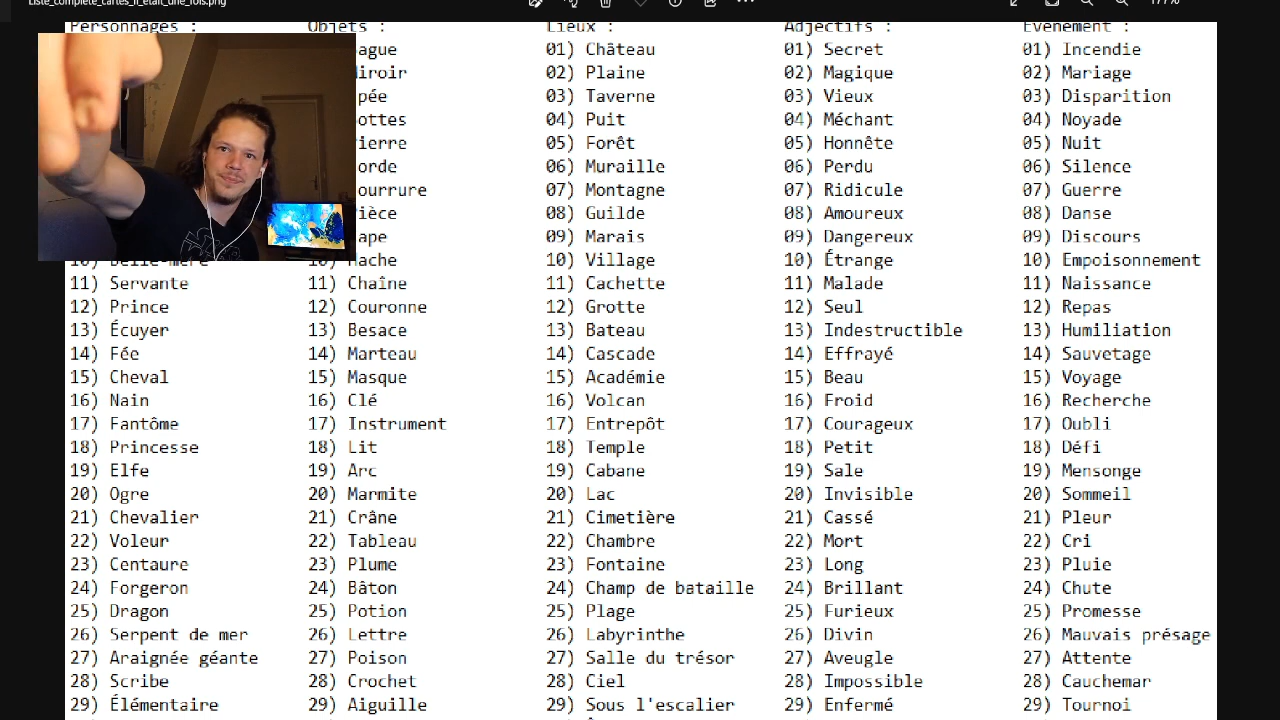 Liste_complete_cartes_il_etait_une_fois.png 177%
Personnages : Objets : Lieux : Adjectifs : Évènement :
01) Château 01) Secret 01) Incendie
02) Plaine 02) Magique 02) Mariage
03) Taverne 03) Vieux 03) Disparition
04) Puit 04) Méchant 04) Noyade
05) Forêt 05) Honnête 05) Nuit
06) Muraille 06) Perdu 06) Silence
ourrure 07) Montagne 07) Ridicule 07) Guerre
08) Guilde 08) Amoureux 08) Danse
09) Marais 09) Dangereux 09) Discours
10) Belle-mère 10) Hache 10) Village 10) Étrange 10) Empoisonnement
11) Servante 11) Chaîne 11) Cachette 11) Malade 11) Naissance
12) Prince 12) Couronne 12) Grotte 12) Seul 12) Repas
13) Écuyer 13) Besace 13) Bateau 13) Indestructible 13) Humiliation
14) Fée 14) Marteau 14) Cascade 14) Effrayé 14) Sauvetage
15) Cheval 15) Masque 15) Académie 15) Beau 15) Voyage
16) Nain 16) Clé 16) Volcan 16) Froid 16) Recherche
17) Fantôme 17) Instrument 17) Entrepôt 17) Courageux 17) Oubli
18) Princesse 18) Lit 18) Temple 18) Petit 18) Défi
19) Elfe 19) Arc 19) Cabane 19) Sale 19) Mensonge
20) Ogre 20) Marmite 20) Lac 20) Invisible 20) Sommeil
21) Chevalier 21) Crâne 21) Cimetière 21) Cassé 21) Pleur
22) Voleur 22) Tableau 22) Chambre 22) Mort 22) Cri
23) Centaure 23) Plume 23) Fontaine 23) Long 23) Pluie
24) Forgeron 24) Bâton 24) Champ de bataille 24) Brillant 24) Chute
25) Dragon 25) Potion 25) Plage 25) Furieux 25) Promesse
26) Serpent de mer 26) Lettre 26) Labyrinthe 26) Divin 26) Mauvais présage
27) Araignée géante 27) Poison 27) Salle du trésor 27) Aveugle 27) Attente
28) Scribe 28) Crochet 28) Ciel 28) Impossible 28) Cauchemar
29) Élémentaire 29) Aiguille 29) Sous l'escalier 29) Enfermé 29) Tournoi